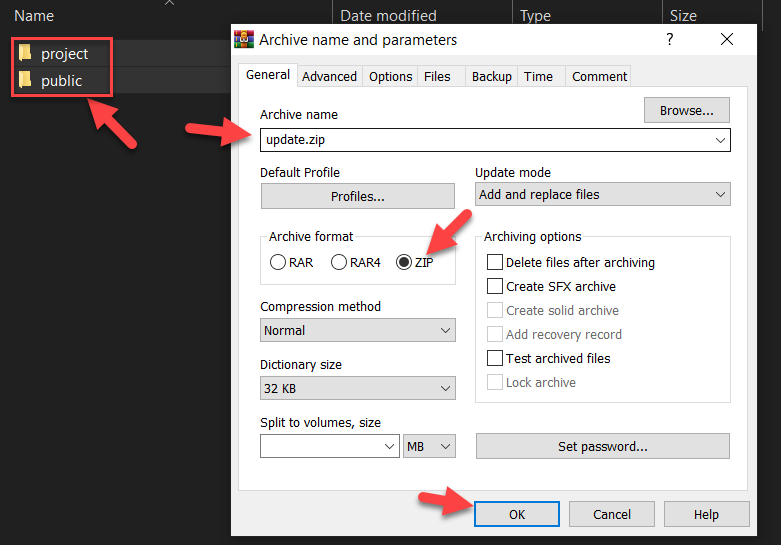 Name Date modified Type Size
project
public
Archive name and parameters ?
General Advanced Options Files Backup Time Comment
Archive name
Browse...
update.zip
Default Profile
Profiles...
Update mode
Add and replace files
Archive format
RAR RAR4 ZIP
Compression method
Normal
Dictionary size
32 KB
Split to volumes, size
MB
Archiving options
Delete files after archiving
Create SFX archive
Create solid archive
Add recovery record
Test archived files
Lock archive
Set password...
OK Cancel Help